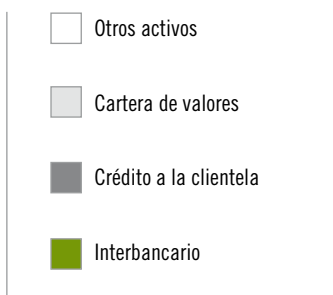 Otros activos
Cartera de valores
Crédito a la clientela
Interbancario